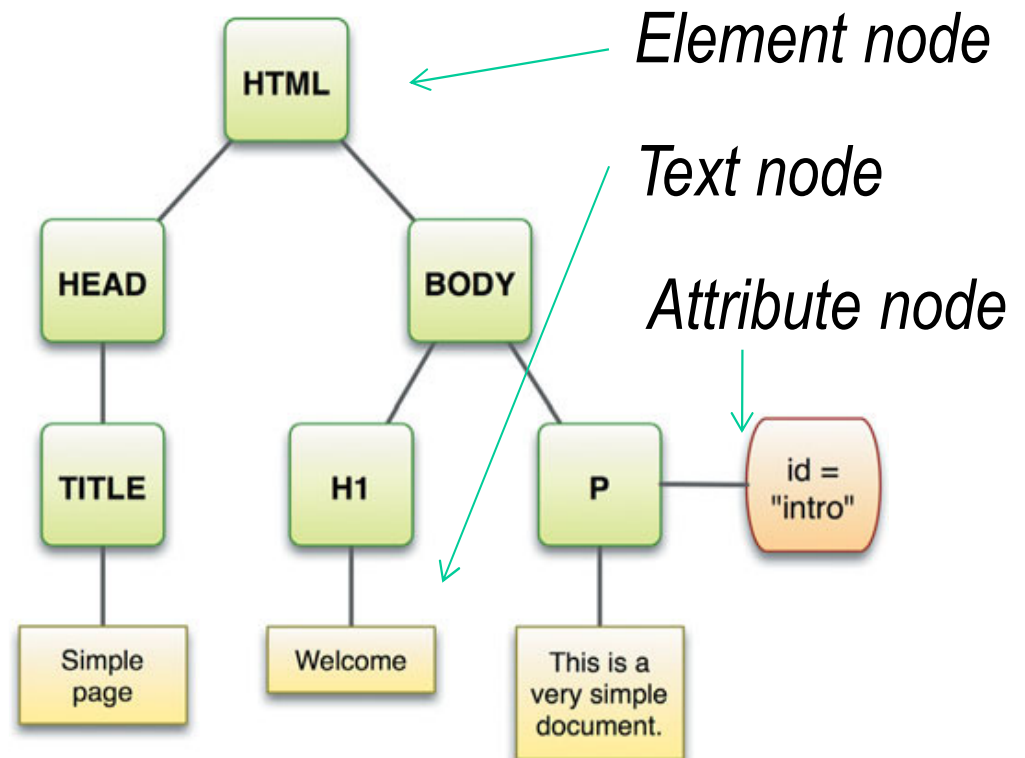 Element node
HTML
Text node
HEAD
BODY
Attribute node
TITLE
H1
P
id =
"intro"
Simple
page
Welcome
This is a
very simple
document.